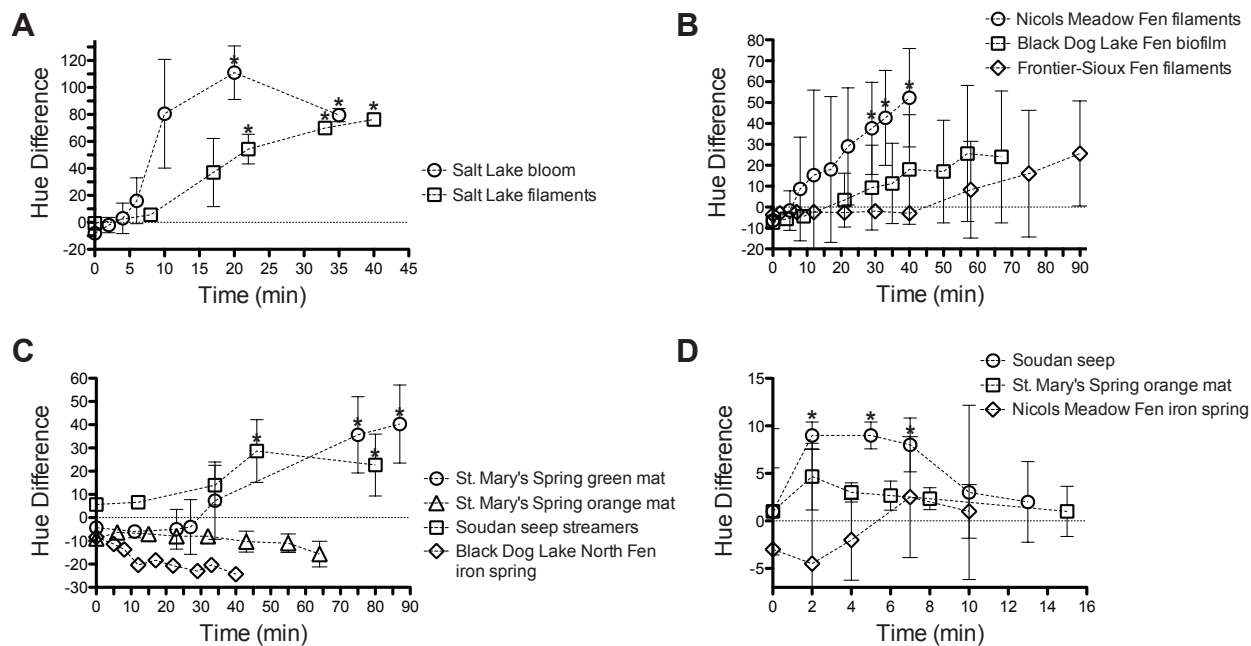 A
Hue Difference
120
100
80
60
40
20
0
-20
0 5 10 15 20 25 30 35 40 45
Time (min)
* * * * *
Salt Lake bloom
Salt Lake filaments
B
Nicols Meadow Fen filaments
Black Dog Lake Fen biofilm
Frontier-Sioux Fen filaments
Hue Difference
80
70
60
50
40
30
20
10
0
-10
-20
0 10 20 30 40 50 60 70 80 90
Time (min)
* * *
C
Hue Difference
60
50
40
30
20
10
0
-10
-20
-30
0 10 20 30 40 50 60 70 80 90
Time (min)
* * * *
St. Mary's Spring green mat
St. Mary's Spring orange mat
Soudan seep streamers
Black Dog Lake North Fen
iron spring
D
Soudan seep
St. Mary's Spring orange mat
Nicols Meadow Fen iron spring
Hue Difference
15
10
5
0
-5
0 2 4 6 8 10 12 14 16
Time (min)
* * *